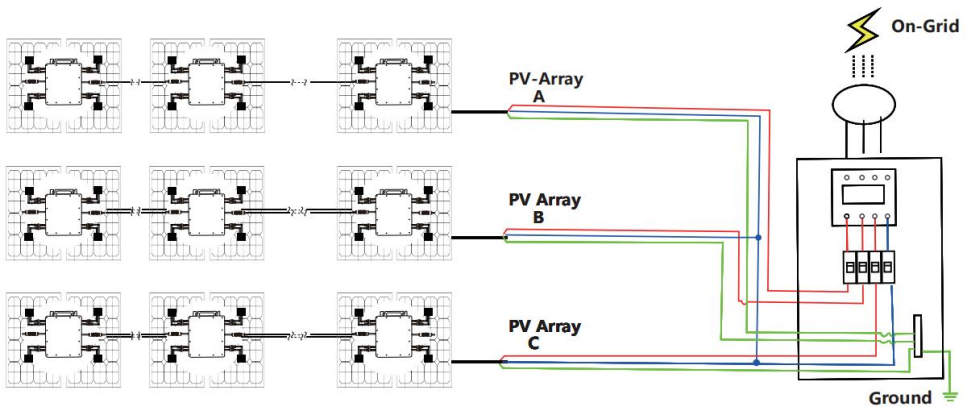 On-Grid
PV-Array
A
PV Array
B
PV Array
C
Ground